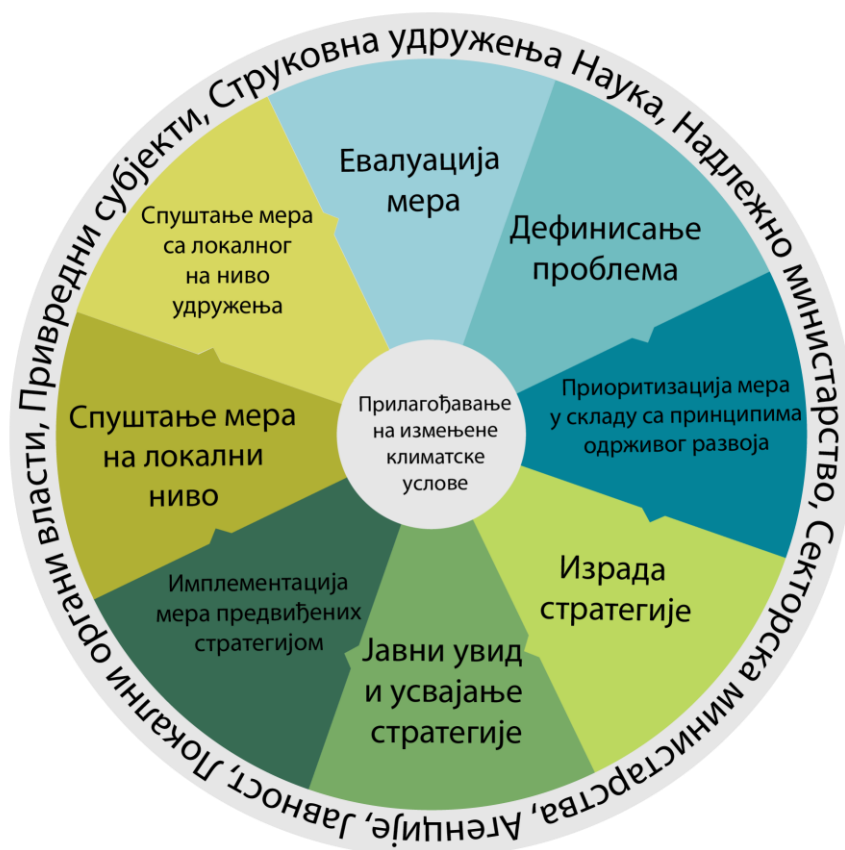 Струковна удружења Наука, Надлежно министарство, Секторска министарства, Агенције, Јавност, Локални органи власти, Привредни субјекти,
Евалуација
мера
Дефинисање
проблема
Приоритизација мера
у складу са принципима
одрживог развоја
Израда
стратегије
Јавни увид
и усвајање
стратегије
Имплементација
мера предвиђених
стратегијом
Спуштање мера
на локални
ниво
Спуштање мера
са локалног
на ниво
удружења
Прилагођавање
на измењене
климатске
услове